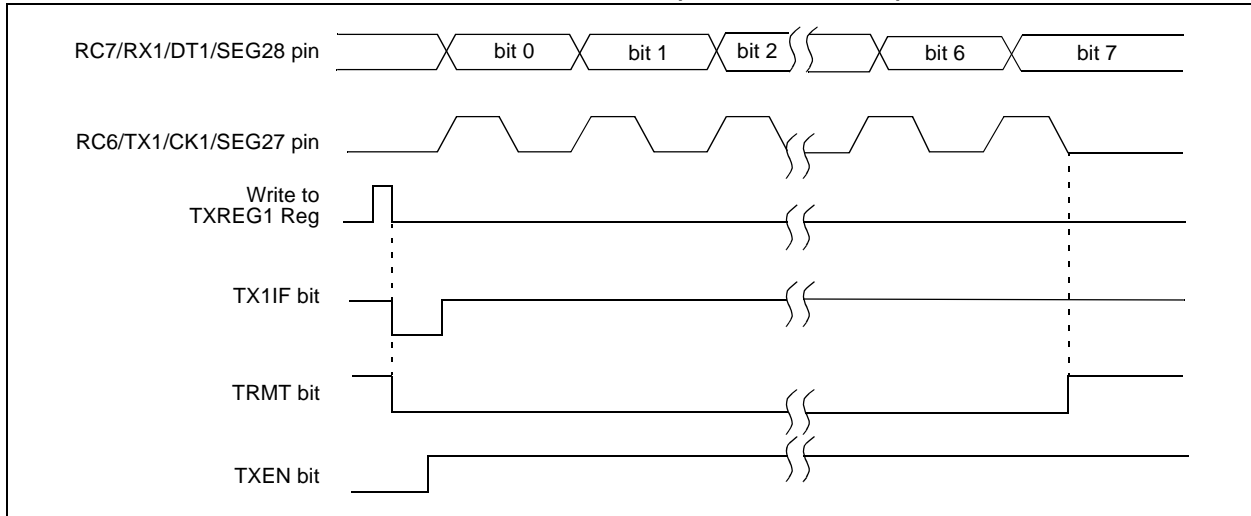 RC7/RX1/DT1/SEG28 pin
bit 0 bit 1 bit 2 bit 6 bit 7
RC6/TX1/CK1/SEG27 pin
Write to
TXREG1 Reg
TX1IF bit
TRMT bit
TXEN bit